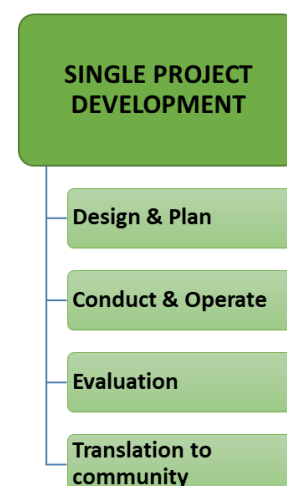 SINGLE PROJECT
DEVELOPMENT
Design & Plan
Conduct & Operate
Evaluation
Translation to
community